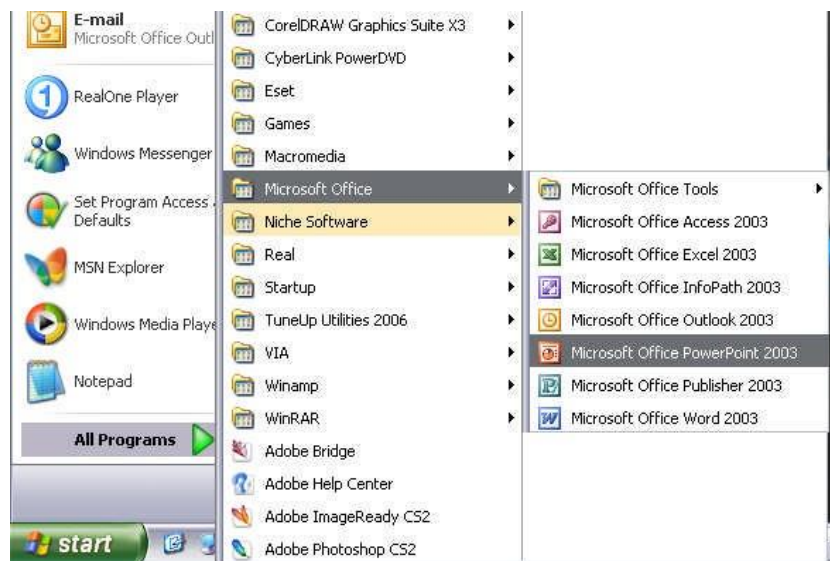 E-mail
Microsoft Office Outl
RealOne Player
Windows Messenger
Set Program Access
Defaults
MSN Explorer
Windows Media Playe
Notepad
All Programs
start
CorelDRAW Graphics Suite X3
CyberLink PowerDVD
Eset
Games
Macromedia
Microsoft Office
Niche Software
Real
Startup
TuneUp Utilities 2006
VIA
Winamp
WinRAR
Adobe Bridge
Adobe Help Center
Adobe ImageReady CS2
Adobe Photoshop CS2
Microsoft Office Tools
Microsoft Office Access 2003
Microsoft Office Excel 2003
Microsoft Office InfoPath 2003
Microsoft Office Outlook 2003
Microsoft Office PowerPoint 2003
Microsoft Office Publisher 2003
Microsoft Office Word 2003